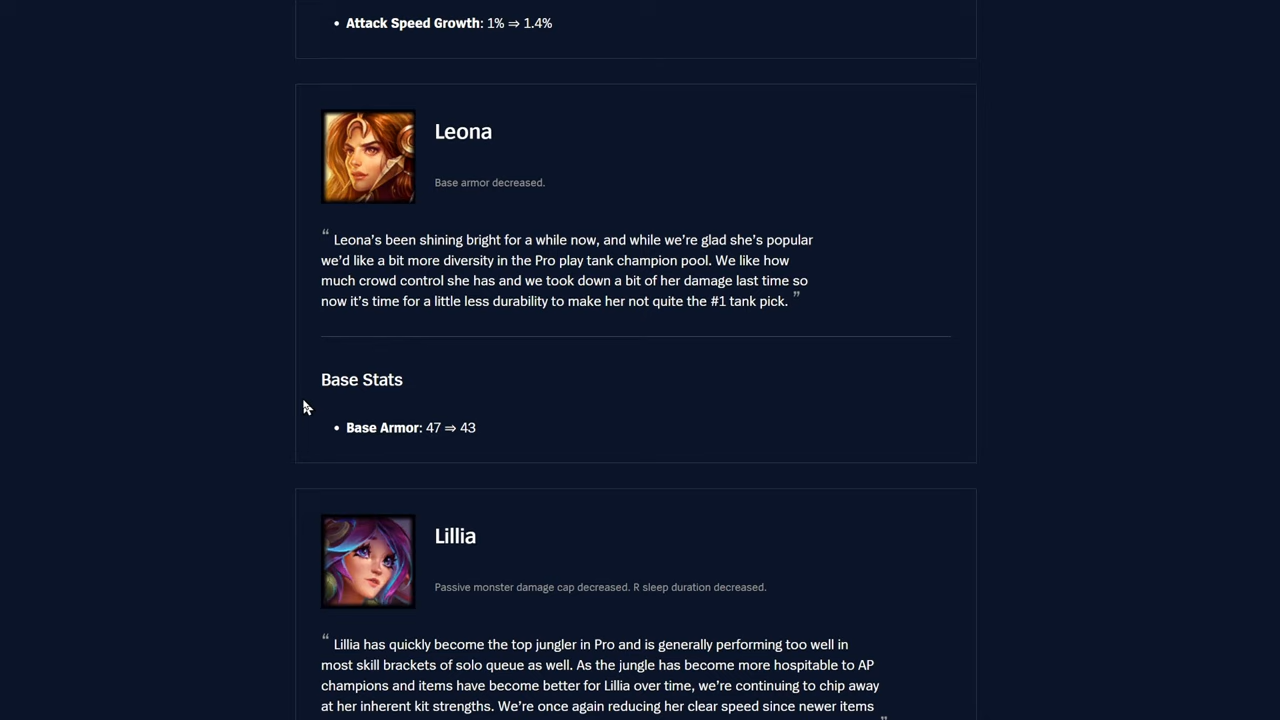 • Attack Speed Growth: 1% ⇒ 1.4%
Leona
Base armor decreased.
“ Leona’s been shining bright for a while now, and while we’re glad she’s popular
we’d like a bit more diversity in the Pro play tank champion pool. We like how
much crowd control she has and we took down a bit of her damage last time so
now it’s time for a little less durability to make her not quite the #1 tank pick. ”
Base Stats
• Base Armor: 47 ⇒ 43
Lillia
Passive monster damage cap decreased. R sleep duration decreased.
“ Lillia has quickly become the top jungler in Pro and is generally performing too well in
most skill brackets of solo queue as well. As the jungle has become more hospitable to AP
champions and items have become better for Lillia over time, we’re continuing to chip away
at her inherent kit strengths. We’re once again reducing her clear speed since newer items